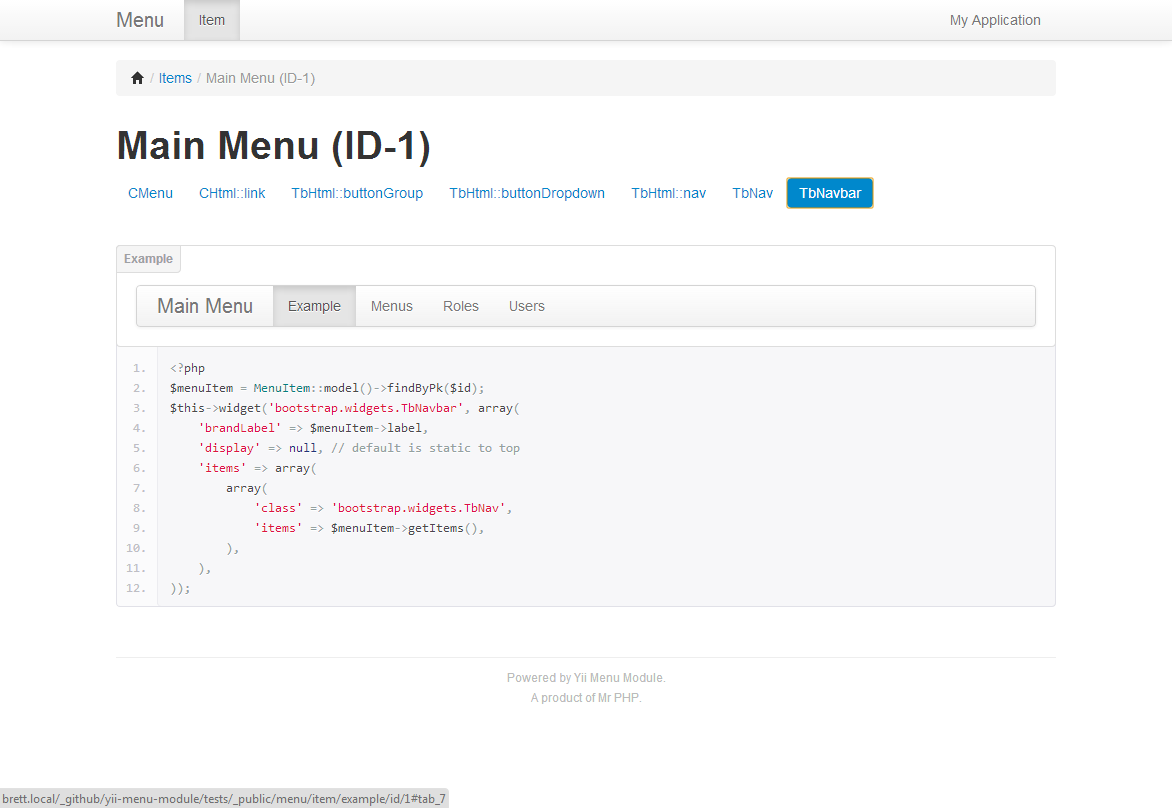 Menu Item My Application
/ Items / Main Menu (ID-1)
Main Menu (ID-1)
CMenu CHtml::link TbHtml::buttonGroup TbHtml::buttonDropdown TbHtml::nav TbNav TbNavbar
Example
Main Menu Example Menus Roles Users
1. <?php
2. $menuItem = MenuItem::model()->findByPk($id);
3. $this->widget('bootstrap.widgets.TbNavbar', array(
4.     'brandLabel' => $menuItem->label,
5.     'display' => null, // default is static to top
6.     'items' => array(
7.         array(
8.             'class' => 'bootstrap.widgets.TbNav',
9.             'items' => $menuItem->getItems(),
10.         ),
11.     ),
12. ));
Powered by Yii Menu Module.
A product of Mr PHP.
brett.local/_github/yii-menu-module/tests/_public/menu/item/example/id/1#tab_7